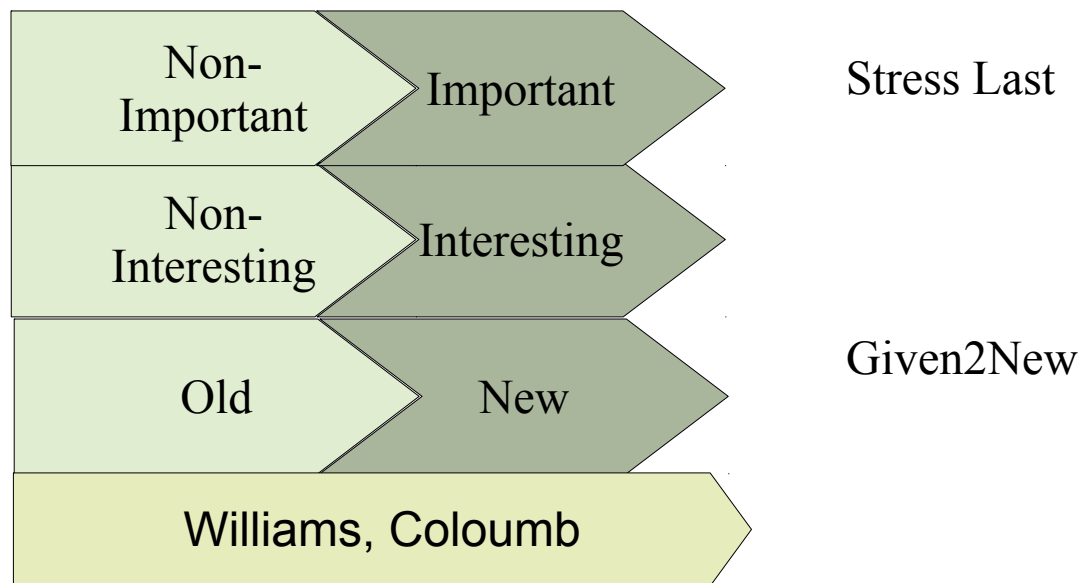 Non-
Important
Important
Stress Last
Non-
Interesting
Interesting
Old
New
Given2New
Williams, Coloumb